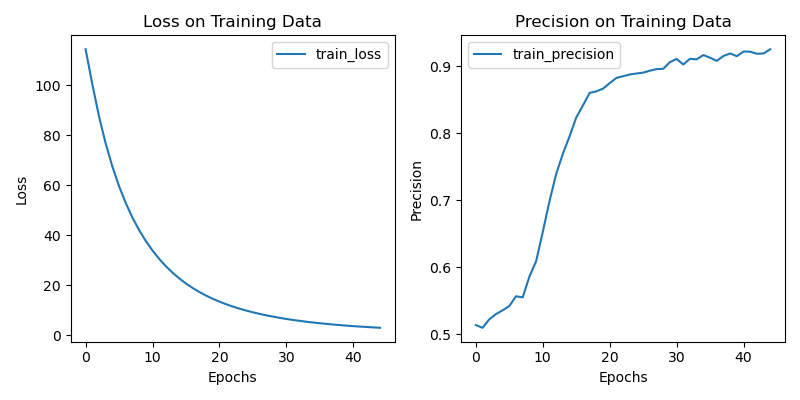 Loss on Training Data
train_loss
100
80
60
40
20
0
Loss
0 10 20 30 40
Epochs
Precision on Training Data
train_precision
0.9
0.8
0.7
0.6
0.5
Precision
0 10 20 30 40
Epochs